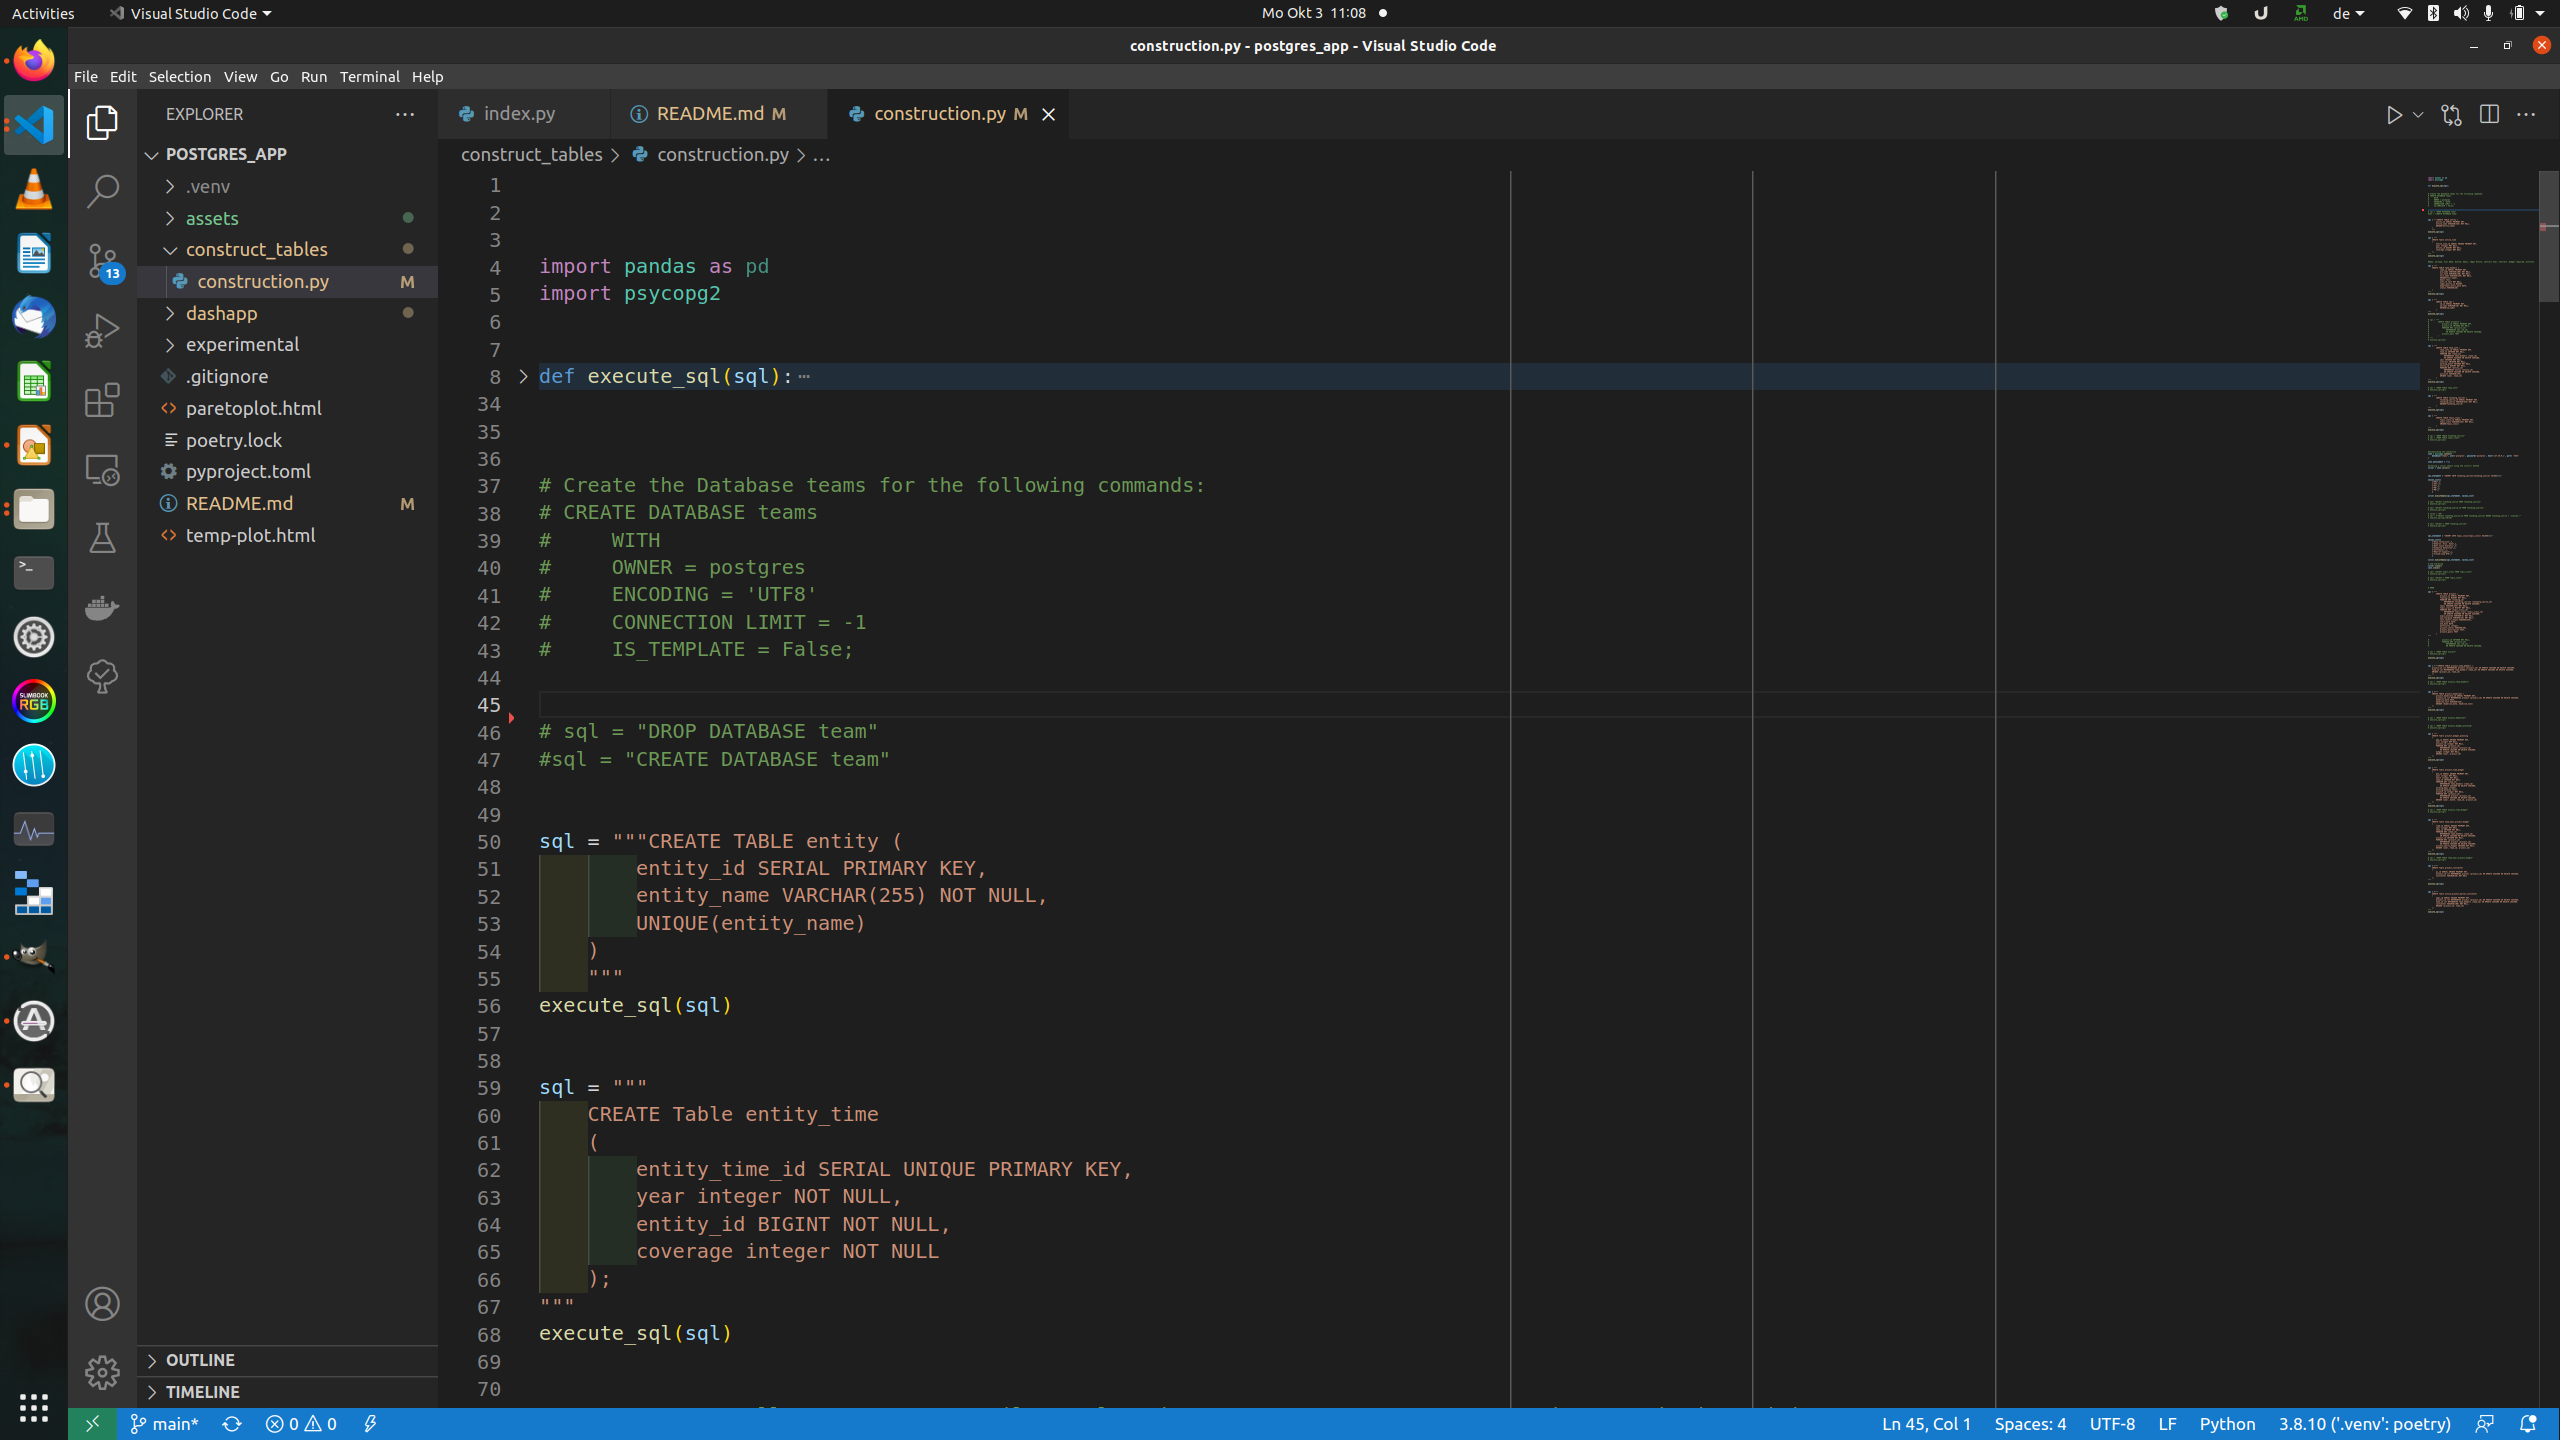 Activities
Visual Studio Code
Mo Okt 3 11:08
AMD
de
construction.py - postgres_app - Visual Studio Code
File Edit Selection View Go Run Terminal Help
EXPLORER
index.py
README.md M
construction.py M
POSTGRES_APP
construct_tables > construction.py > ...
.venv
assets
construct_tables
construction.py M
dashapp
experimental
.gitignore
paretoplot.html
poetry.lock
pyproject.toml
README.md M
temp-plot.html
13
SLIMBOOK
RGB
OUTLINE
TIMELINE
1
2
3
4 import pandas as pd
5 import psycopg2
6
7
8 def execute_sql(sql):
34
35
36
37 # Create the Database teams for the following commands:
38 # CREATE DATABASE teams
39 #     WITH
40 #     OWNER = postgres
41 #     ENCODING = 'UTF8'
42 #     CONNECTION LIMIT = -1
43 #     IS_TEMPLATE = False;
44
45
46 # sql = "DROP DATABASE team"
47 #sql = "CREATE DATABASE team"
48
49
50 sql = """CREATE TABLE entity (
51         entity_id SERIAL PRIMARY KEY,
52         entity_name VARCHAR(255) NOT NULL,
53         UNIQUE(entity_name)
54     )
55     """
56 execute_sql(sql)
57
58
59 sql = """
60     CREATE Table entity_time
61     (
62         entity_time_id SERIAL UNIQUE PRIMARY KEY,
63         year integer NOT NULL,
64         entity_id BIGINT NOT NULL,
65         coverage integer NOT NULL
66     );
67 """
68 execute_sql(sql)
69
70
main*
0 0
Ln 45, Col 1
Spaces: 4
UTF-8
LF
Python
3.8.10 ('.venv': poetry)